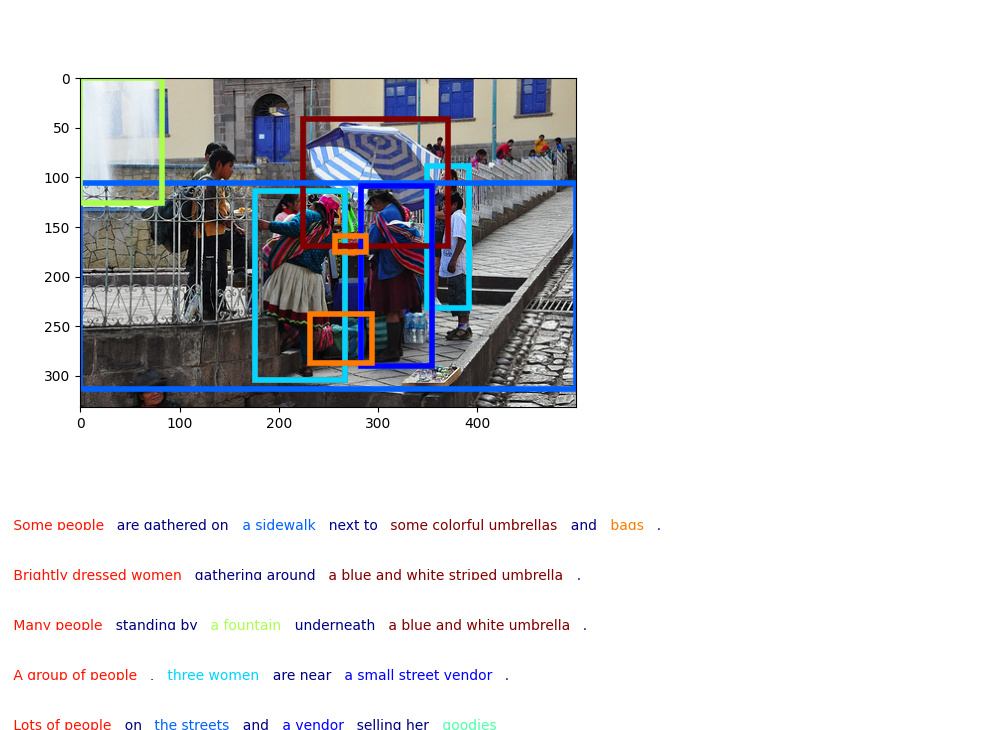 0
50
100
150
200
250
300
0 100 200 300 400
Some people are gathered on a sidewalk next to some colorful umbrellas and bags .
Brightly dressed women gathering around a blue and white striped umbrella .
Many people standing by a fountain underneath a blue and white umbrella .
A group of people . three women are near a small street vendor .
Lots of people on the streets and a vendor selling her goodies